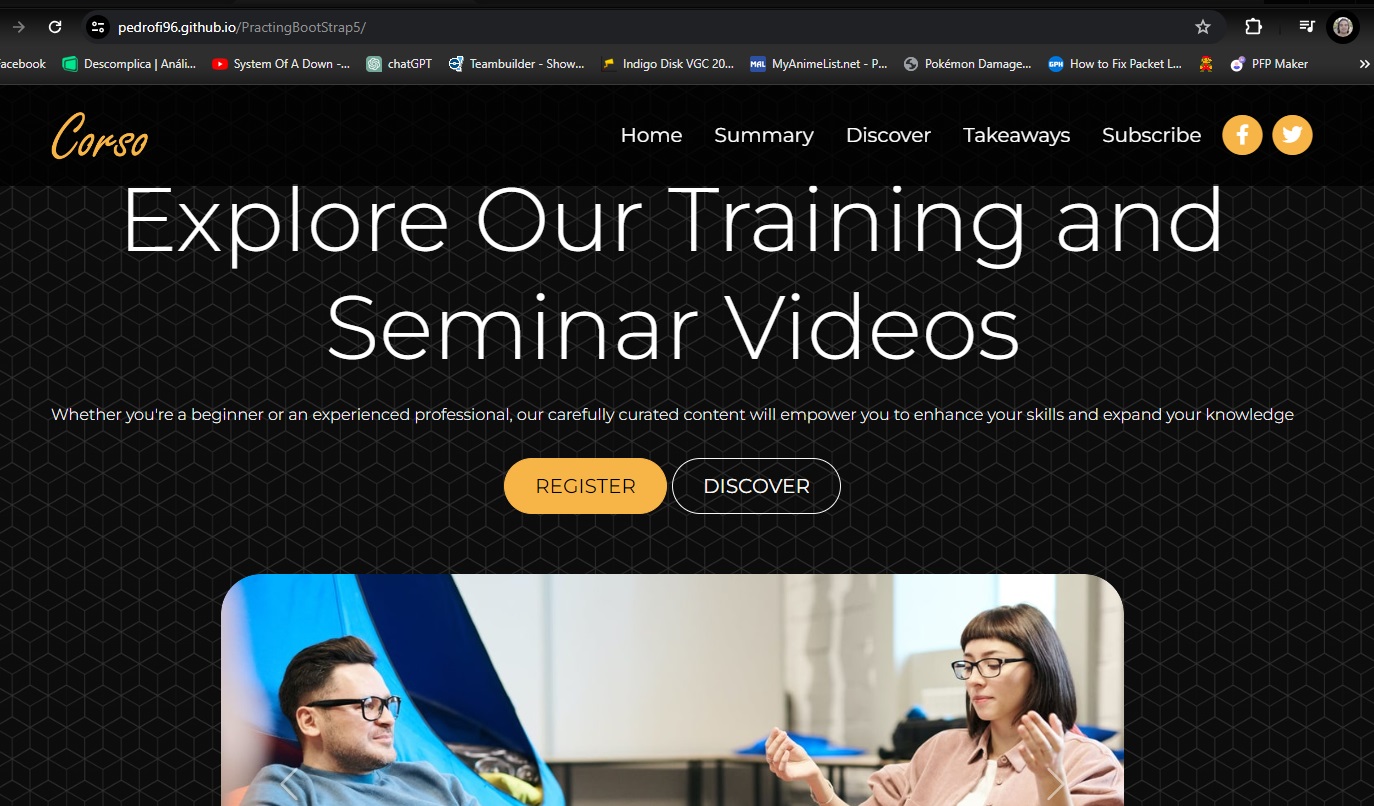 pedrofi96.github.io/PractingBootStrap5/
acebook Descomplica | Análi... System Of A Down -... chatGPT Teambuilder - Show... Indigo Disk VGC 20... MAL MyAnimeList.net - P... Pokémon Damage... GPH How to Fix Packet L... PFP Maker »
Corso Home Summary Discover Takeaways Subscribe
Explore Our Training and
Seminar Videos
Whether you're a beginner or an experienced professional, our carefully curated content will empower you to enhance your skills and expand your knowledge
REGISTER DISCOVER